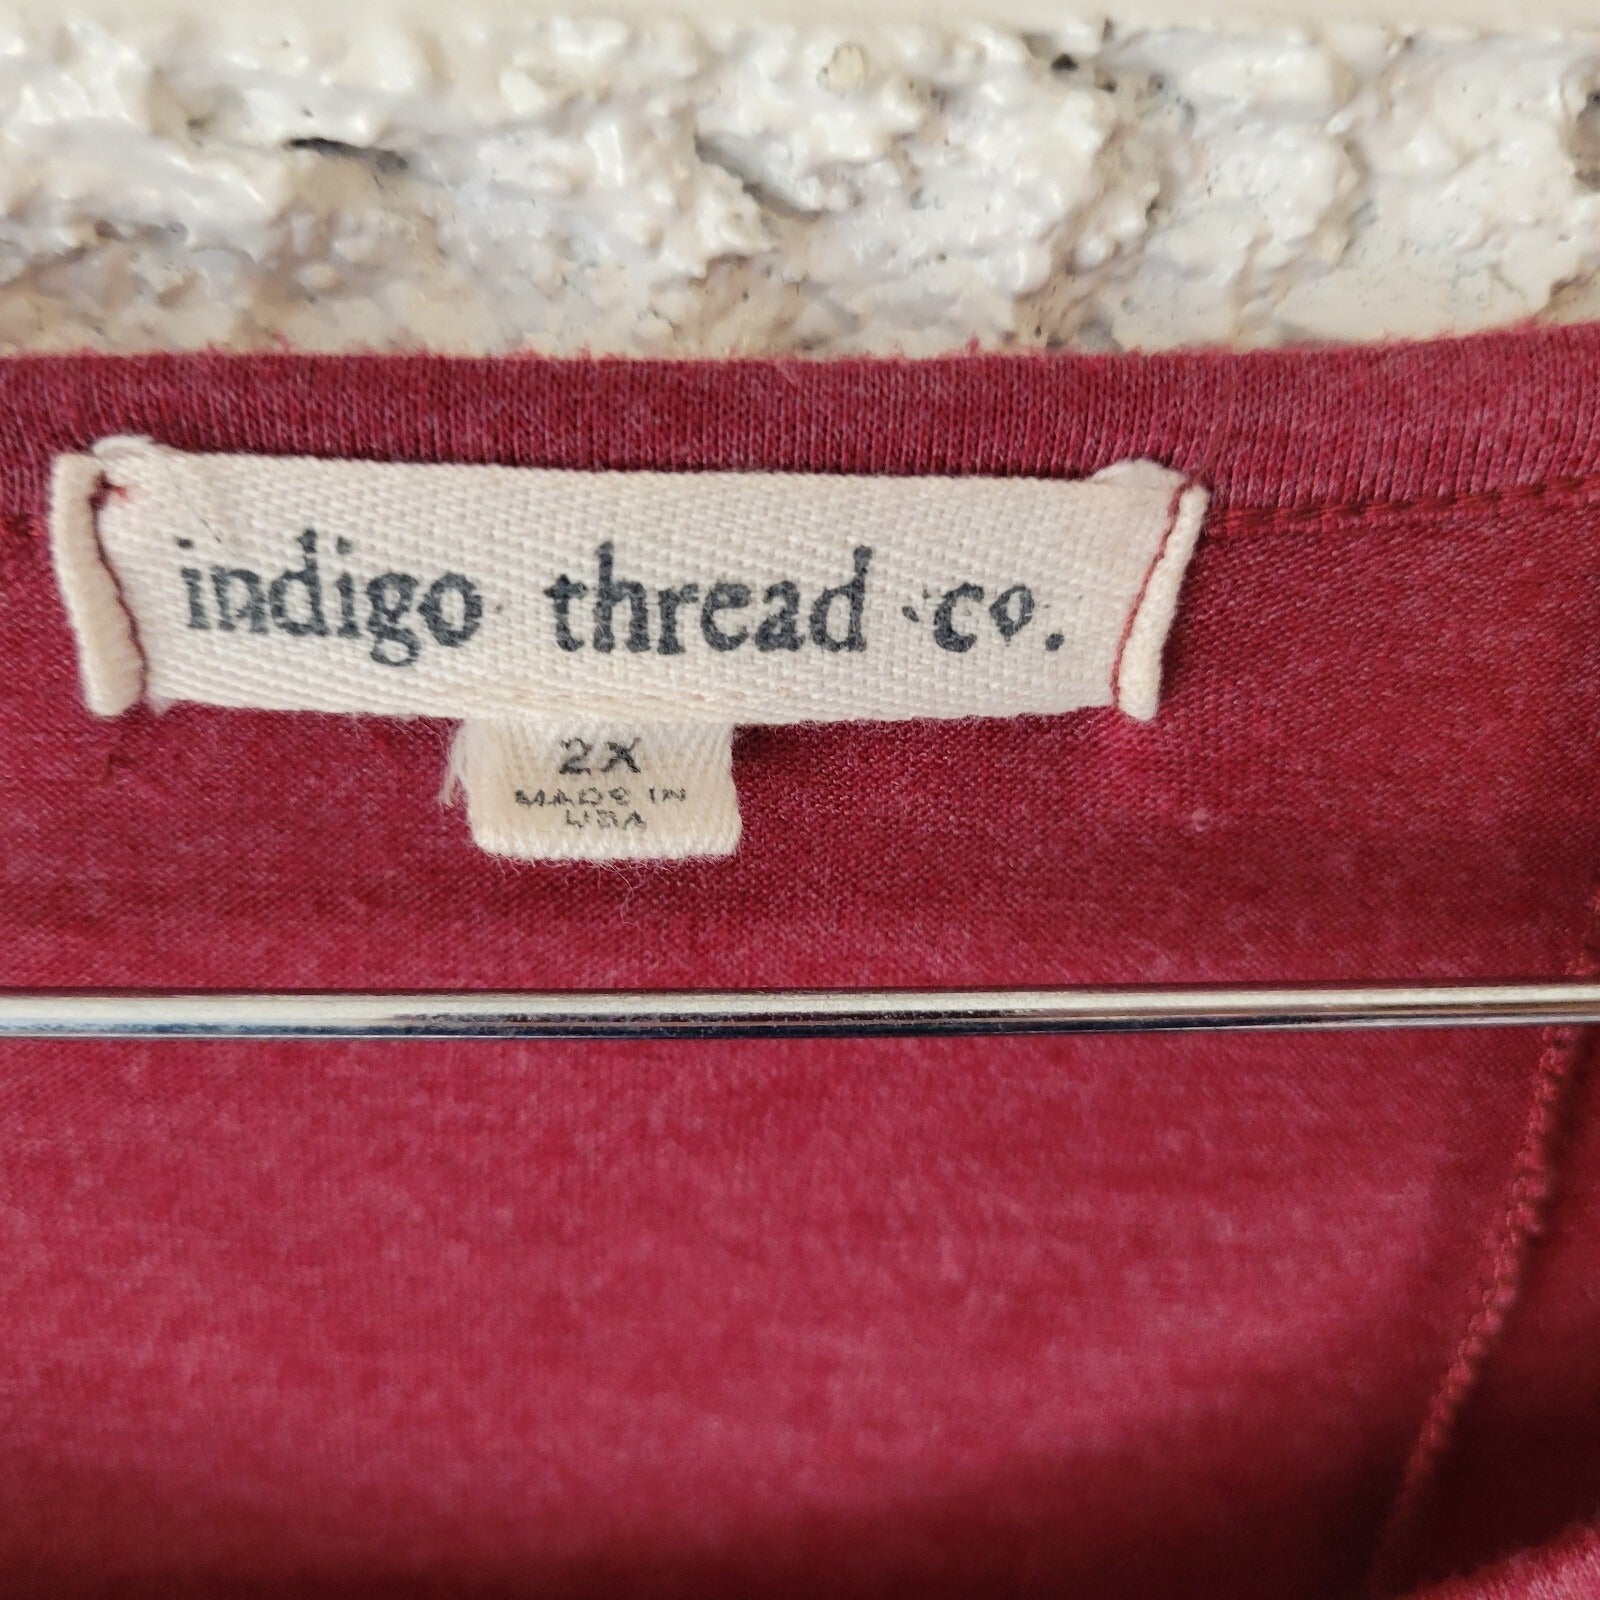 indigo thread co.
2X
MADE IN
USA